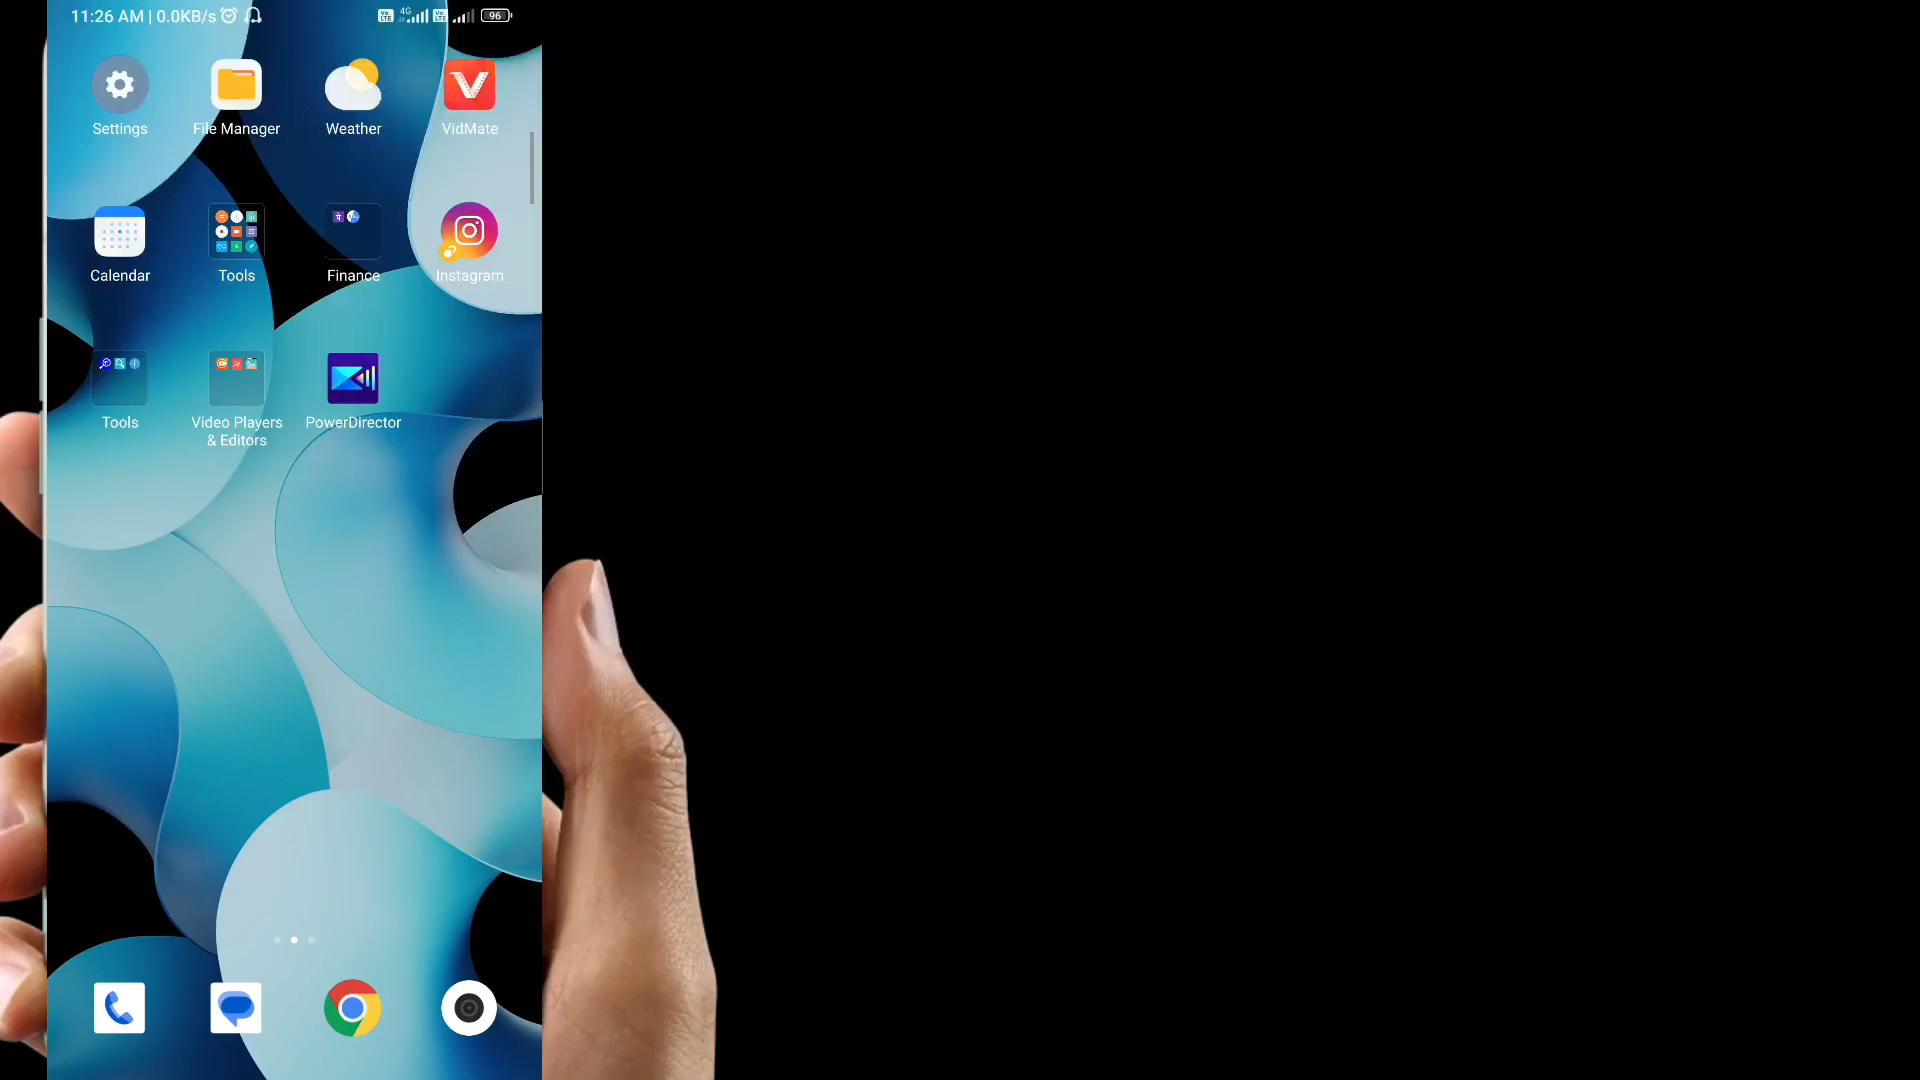 11:26 AM | 0.0KB/s
4G
96
Settings
File Manager
Weather
VidMate
Calendar
Tools
Finance
Instagram
Tools
Video Players
& Editors
PowerDirector